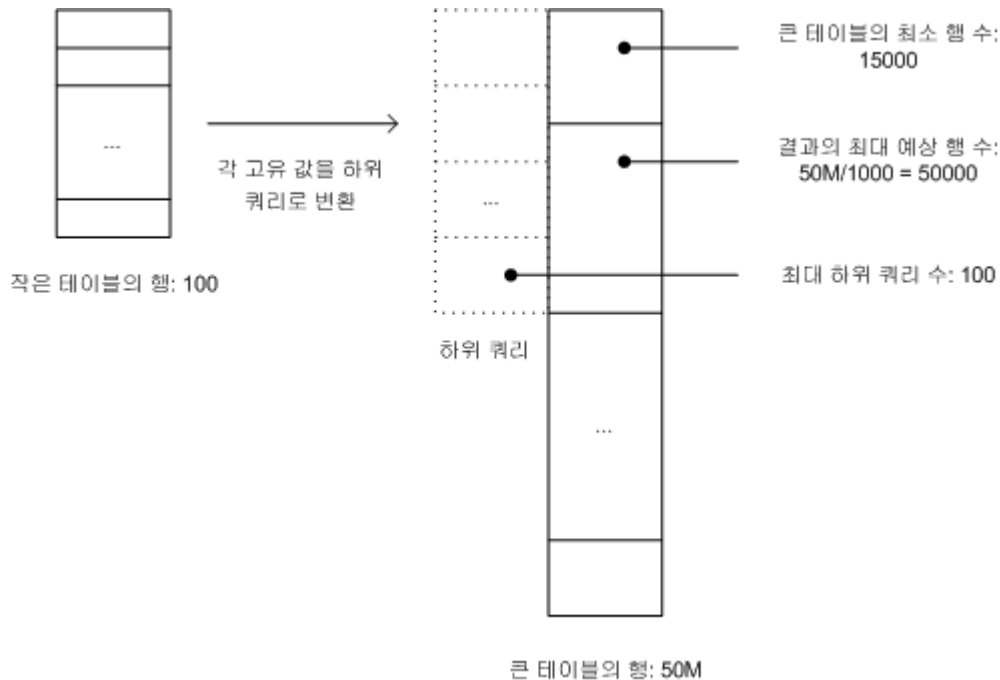 큰 테이블의 최소 행 수:
15000
...
각 고유 값을 하위
쿼리로 변환
결과의 최대 예상 행 수:
50M/1000 = 50000
...
작은 테이블의 행: 100
최대 하위 쿼리 수: 100
하위 쿼리
...
큰 테이블의 행: 50M